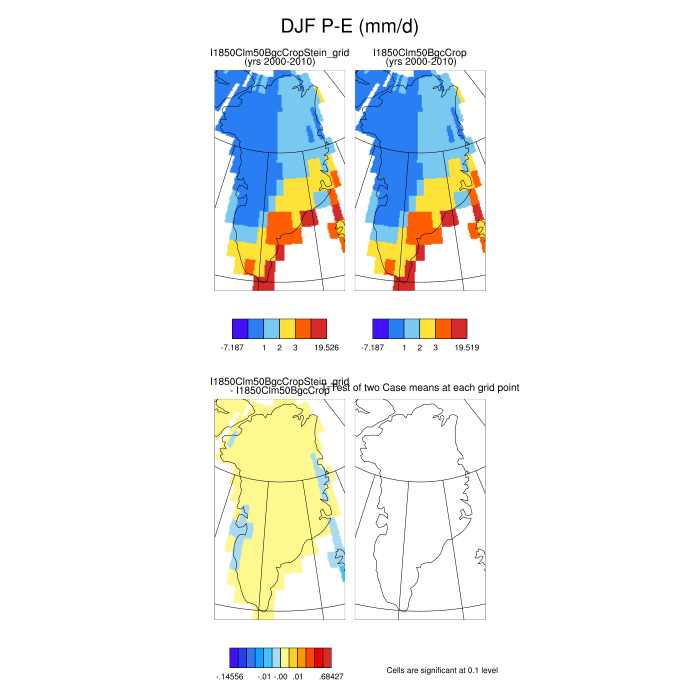 DJF P-E (mm/d)
I1850Clm50BgcCropStein_grid
(yrs 2000-2010)
I1850Clm50BgcCrop
(yrs 2000-2010)
-7.187 1 2 3 19.526
-7.187 1 2 3 19.519
I1850Clm50BgcCropStein_grid
- I1850Clm50BgcCrop
T-Test of two Case means at each grid point
-.14556 -.01 -.00 .01 .68427
Cells are significant at 0.1 level